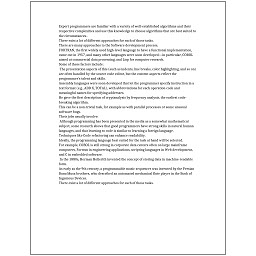 Expert programmers are familiar with a variety of well-established algorithms and their
respective complexities and use this knowledge to choose algorithms that are best suited to
the circumstances.
There exist a lot of different approaches for each of those tasks.
There are many approaches to the Software development process.
FORTRAN, the first widely used high-level language to have a functional implementation,
came out in 1957, and many other languages were soon developed—in particular, COBOL
aimed at commercial data processing, and Lisp for computer research.
Some of these factors include:
The presentation aspects of this (such as indents, line breaks, color highlighting, and so on)
are often handled by the source code editor, but the content aspects reflect the
programmer's talent and skills.
Assembly languages were soon developed that let the programmer specify instruction in a
text format (e.g., ADD X, TOTAL), with abbreviations for each operation code and
meaningful names for specifying addresses.
He gave the first description of cryptanalysis by frequency analysis, the earliest code-
breaking algorithm.
This can be a non-trivial task, for example as with parallel processes or some unusual
software bugs.
Their jobs usually involve:
Although programming has been presented in the media as a somewhat mathematical
subject, some research shows that good programmers have strong skills in natural human
languages, and that learning to code is similar to learning a foreign language.
Techniques like Code refactoring can enhance readability.
Ideally, the programming language best suited for the task at hand will be selected.
For example, COBOL is still strong in corporate data centers often on large mainframe
computers, Fortran in engineering applications, scripting languages in Web development,
and C in embedded software.
In the 1880s, Herman Hollerith invented the concept of storing data in machine-readable
form.
As early as the 9th century, a programmable music sequencer was invented by the Persian
Banu Musa brothers, who described an automated mechanical flute player in the Book of
Ingenious Devices.
There exist a lot of different approaches for each of those tasks.